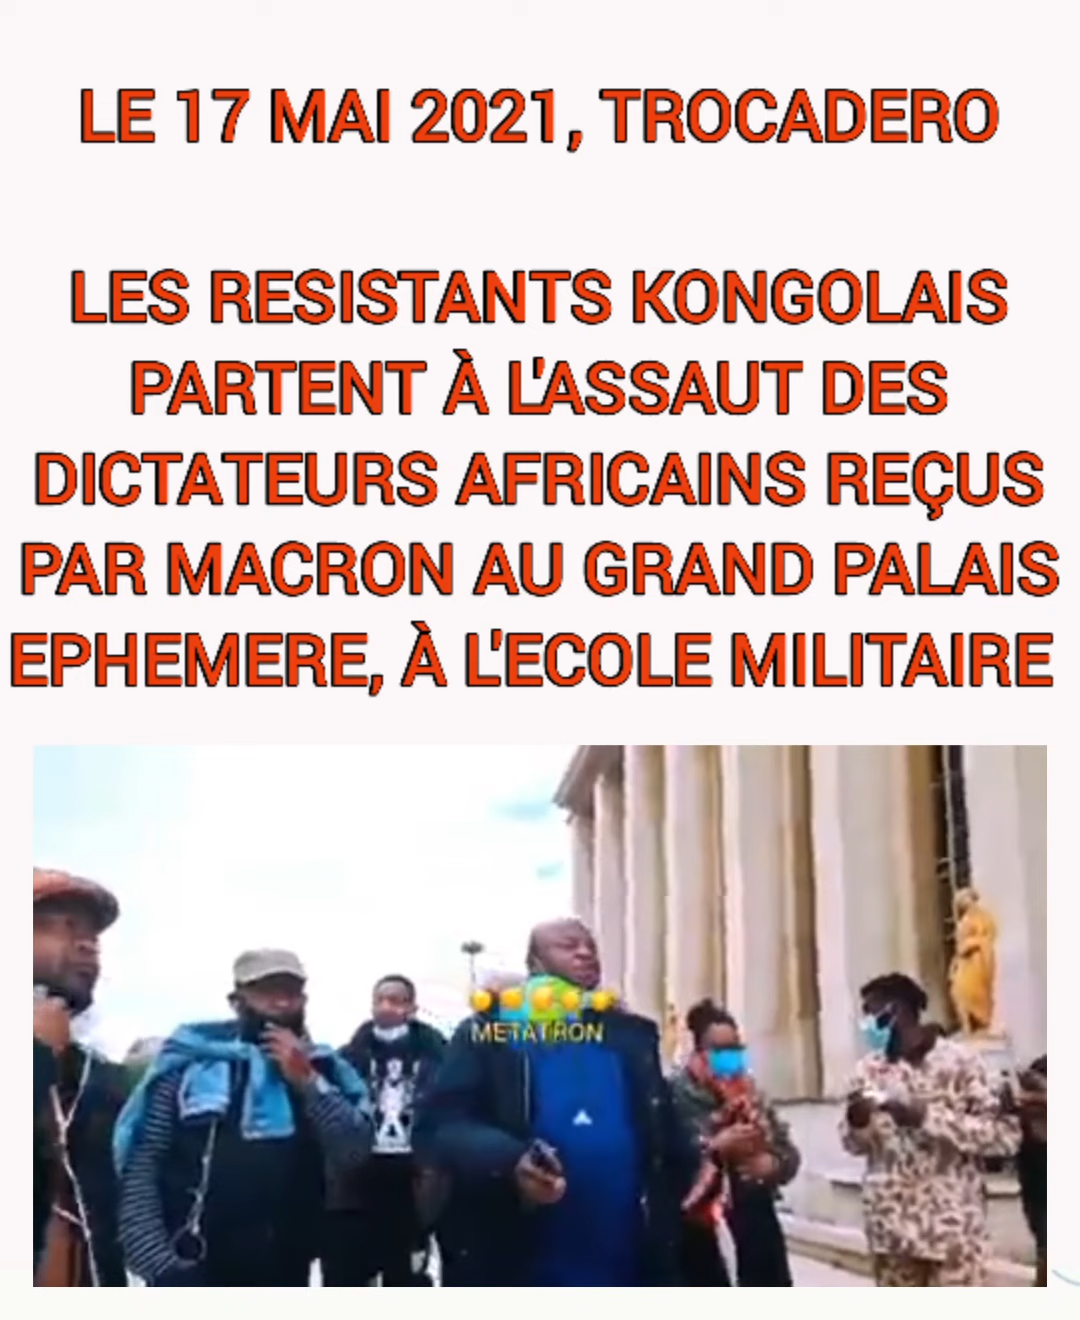 LE 17 MAI 2021, TROCADERO
LES RESISTANTS KONGOLAIS
PARTENT À L'ASSAUT DES
DICTATEURS AFRICAINS REÇUS
PAR MACRON AU GRAND PALAIS
EPHEMERE, À L'ECOLE MILITAIRE
METATRON